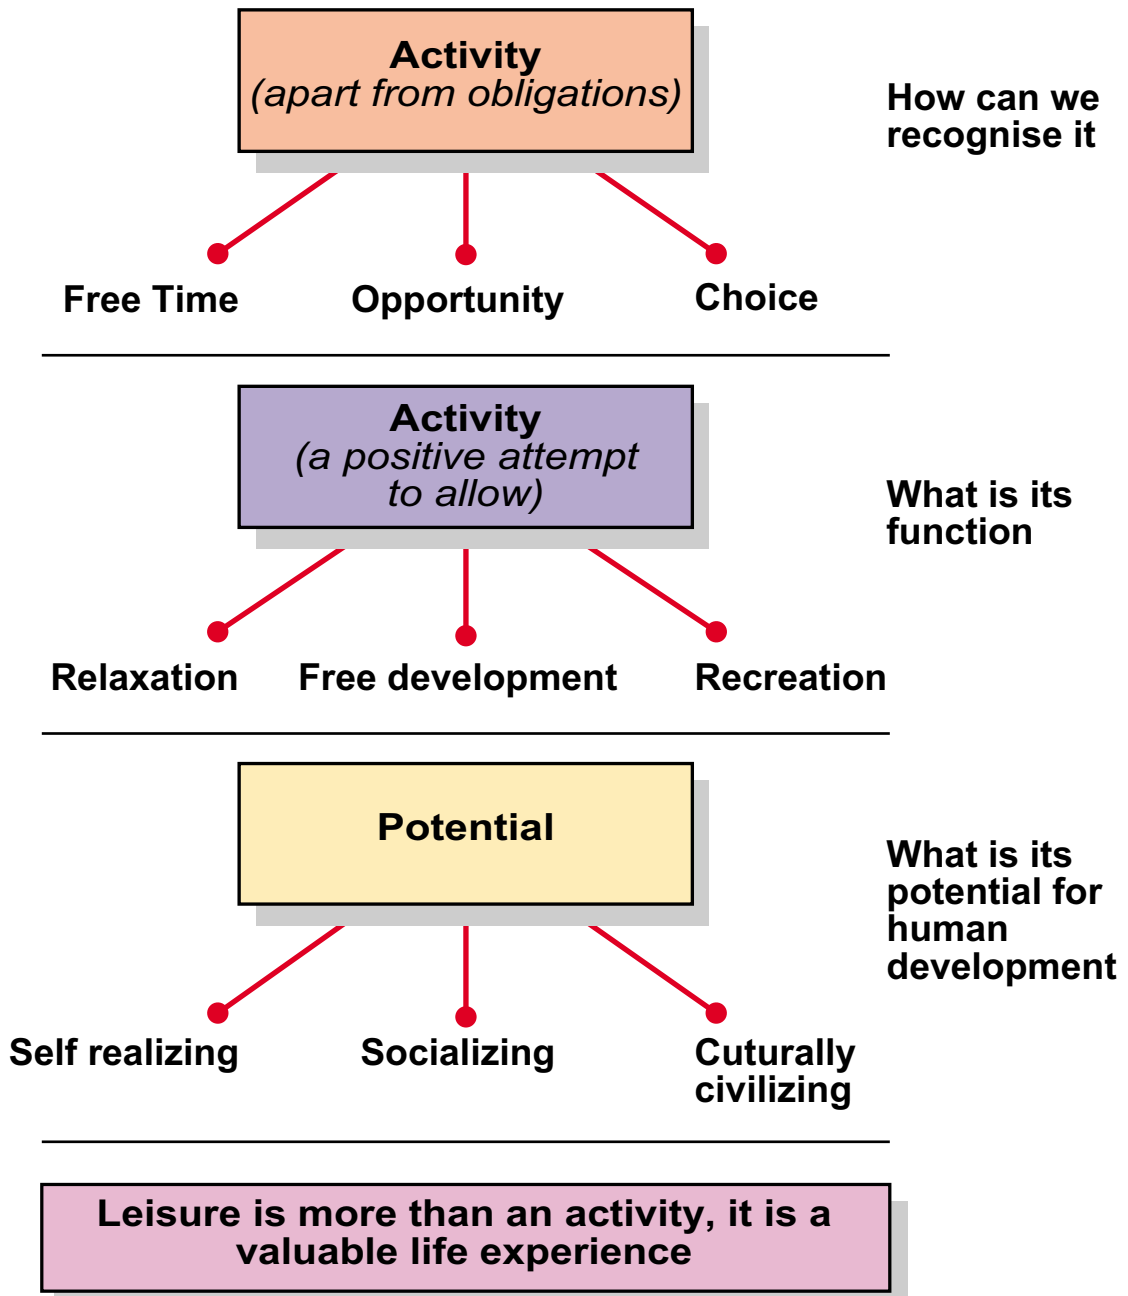 Activity
(apart from obligations)
How can we
recognise it
Free Time
Opportunity
Choice
Activity
(a positive attempt
to allow)
What is its
function
Relaxation
Free development
Recreation
Potential
What is its
potential for
human
development
Self realizing
Socializing
Cuturally
civilizing
Leisure is more than an activity, it is a
valuable life experience